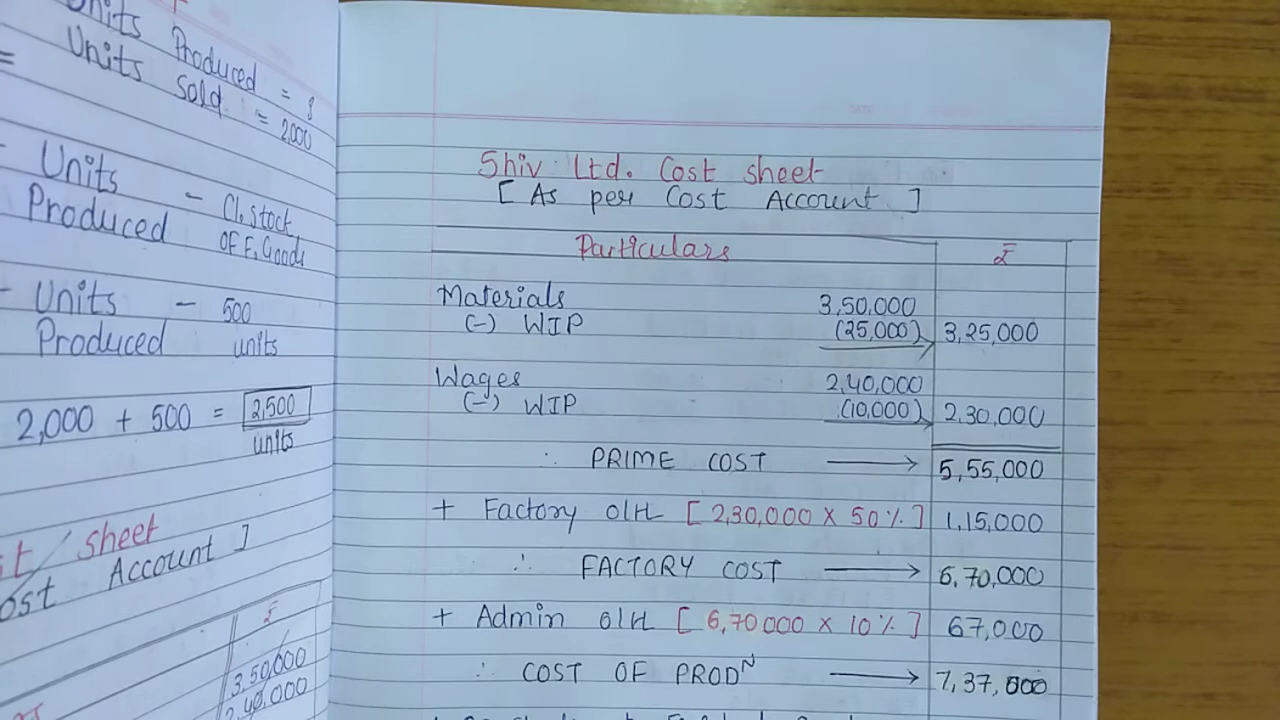 Units Produced = ?
= Units Sold = 2,000
- Units Produced - Cl. stock OF F. Goods
- Units Produced - 500 units
2,000 + 500 = 2,500 units
t / sheet
ost Account ]
₹
3,50,000
2,40,000
Shiv Ltd. Cost sheet
[ As per Cost Account ]
Particulars ₹
Materials 3,50,000
(-) WIP (25,000) 3,25,000
Wages 2,40,000
(-) WIP (10,000) 2,30,000
∴ PRIME COST → 5,55,000
+ Factory O/H [ 2,30,000 X 50% ] 1,15,000
∴ FACTORY COST → 6,70,000
+ Admin O/H [ 6,70000 X 10% ] 67,000
∴ COST OF PRODᴺ → 7,37,000